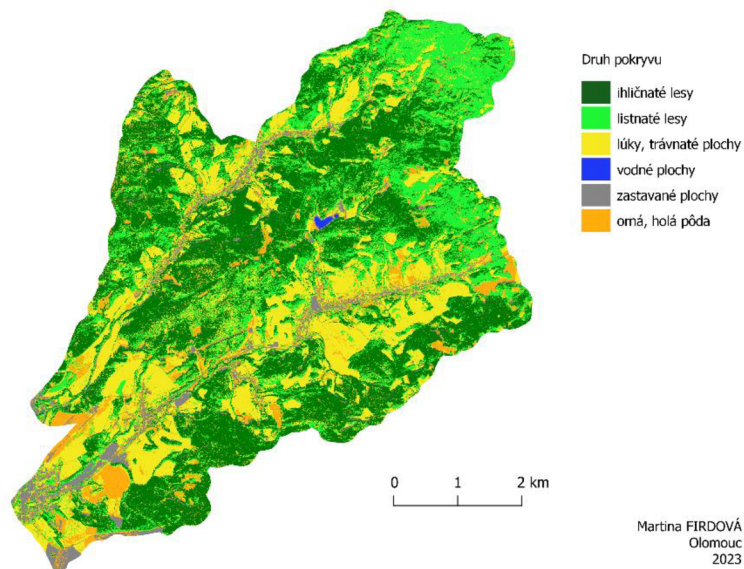 Druh pokryvu
ihličnaté lesy
listnaté lesy
lúky, trávnaté plochy
vodné plochy
zastavané plochy
orná, holá pôda
0 1 2 km
Martina FIRDOVÁ
Olomouc
2023